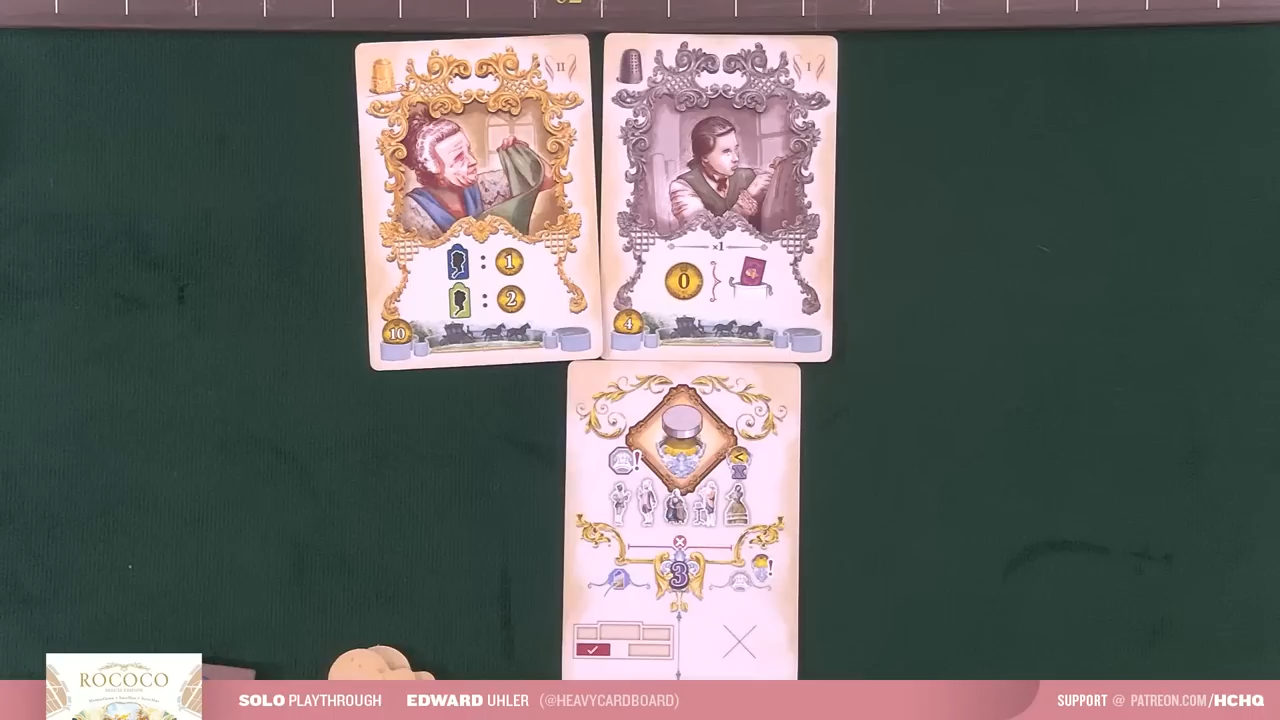 II
I
1
2
10
×1
0
4
3
ROCOCO
SOLO PLAYTHROUGH EDWARD UHLER (@HEAVYCARDBOARD)
SUPPORT @ PATREON.COM/HCHQ